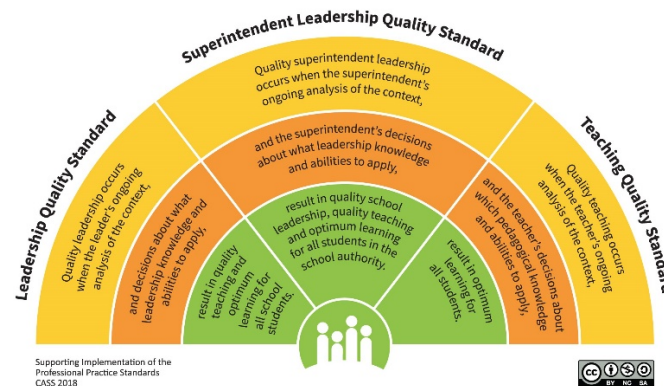 Superintendent Leadership Quality Standard
Quality superintendent leadership
occurs when the superintendent's
ongoing analysis of the context,
and the superintendent's decisions
about what leadership knowledge
and abilities to apply,
result in quality school
leadership, quality teaching
and optimum learning
for all students in the
school authority.
Leadership Quality Standard
Quality leadership occurs
when the leader's ongoing
analysis of the context,
and decisions about what
leadership knowledge and
abilities to apply,
result in quality
teaching and
optimum
learning for
all school
students.
Teaching Quality Standard
Quality teaching occurs
when the teacher's ongoing
analysis of the context,
and the teacher's decisions about
which pedagogical knowledge
and abilities to apply,
result in optimum
learning for
all students.
Supporting Implementation of the
Professional Practice Standards
CASS 2018
cc
BY NC SA